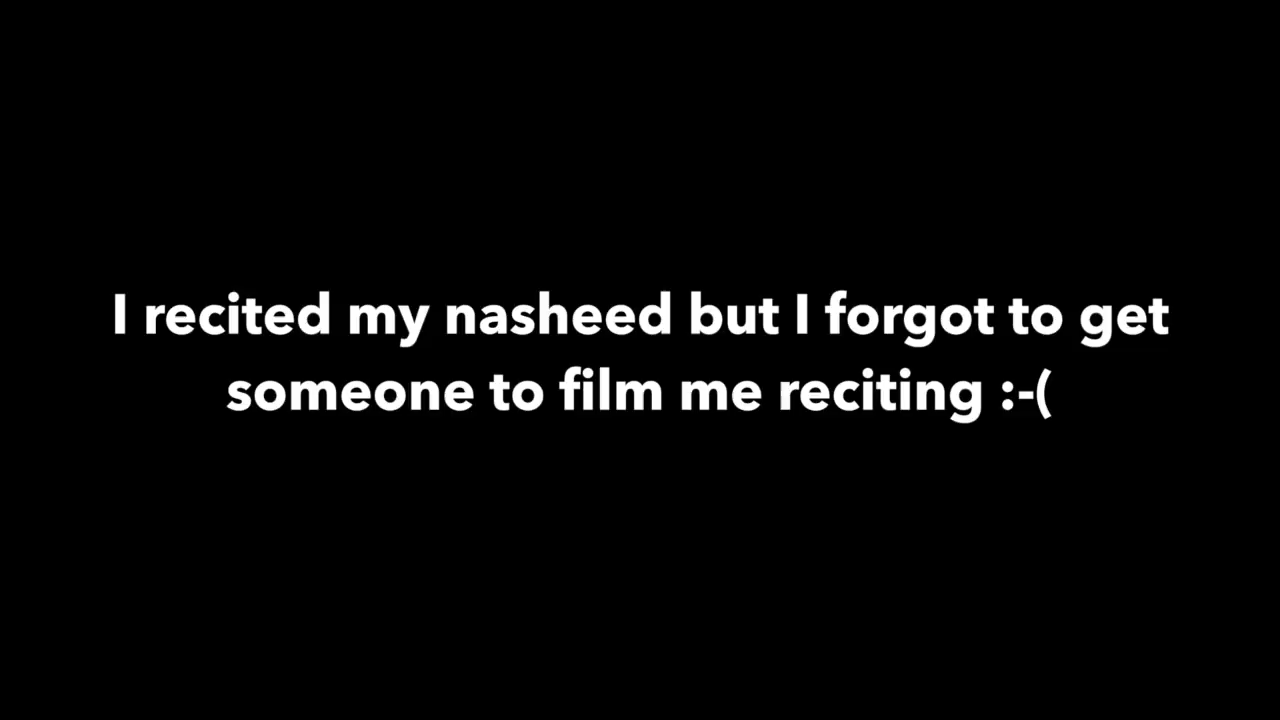 I recited my nasheed but I forgot to get
someone to film me reciting :-(